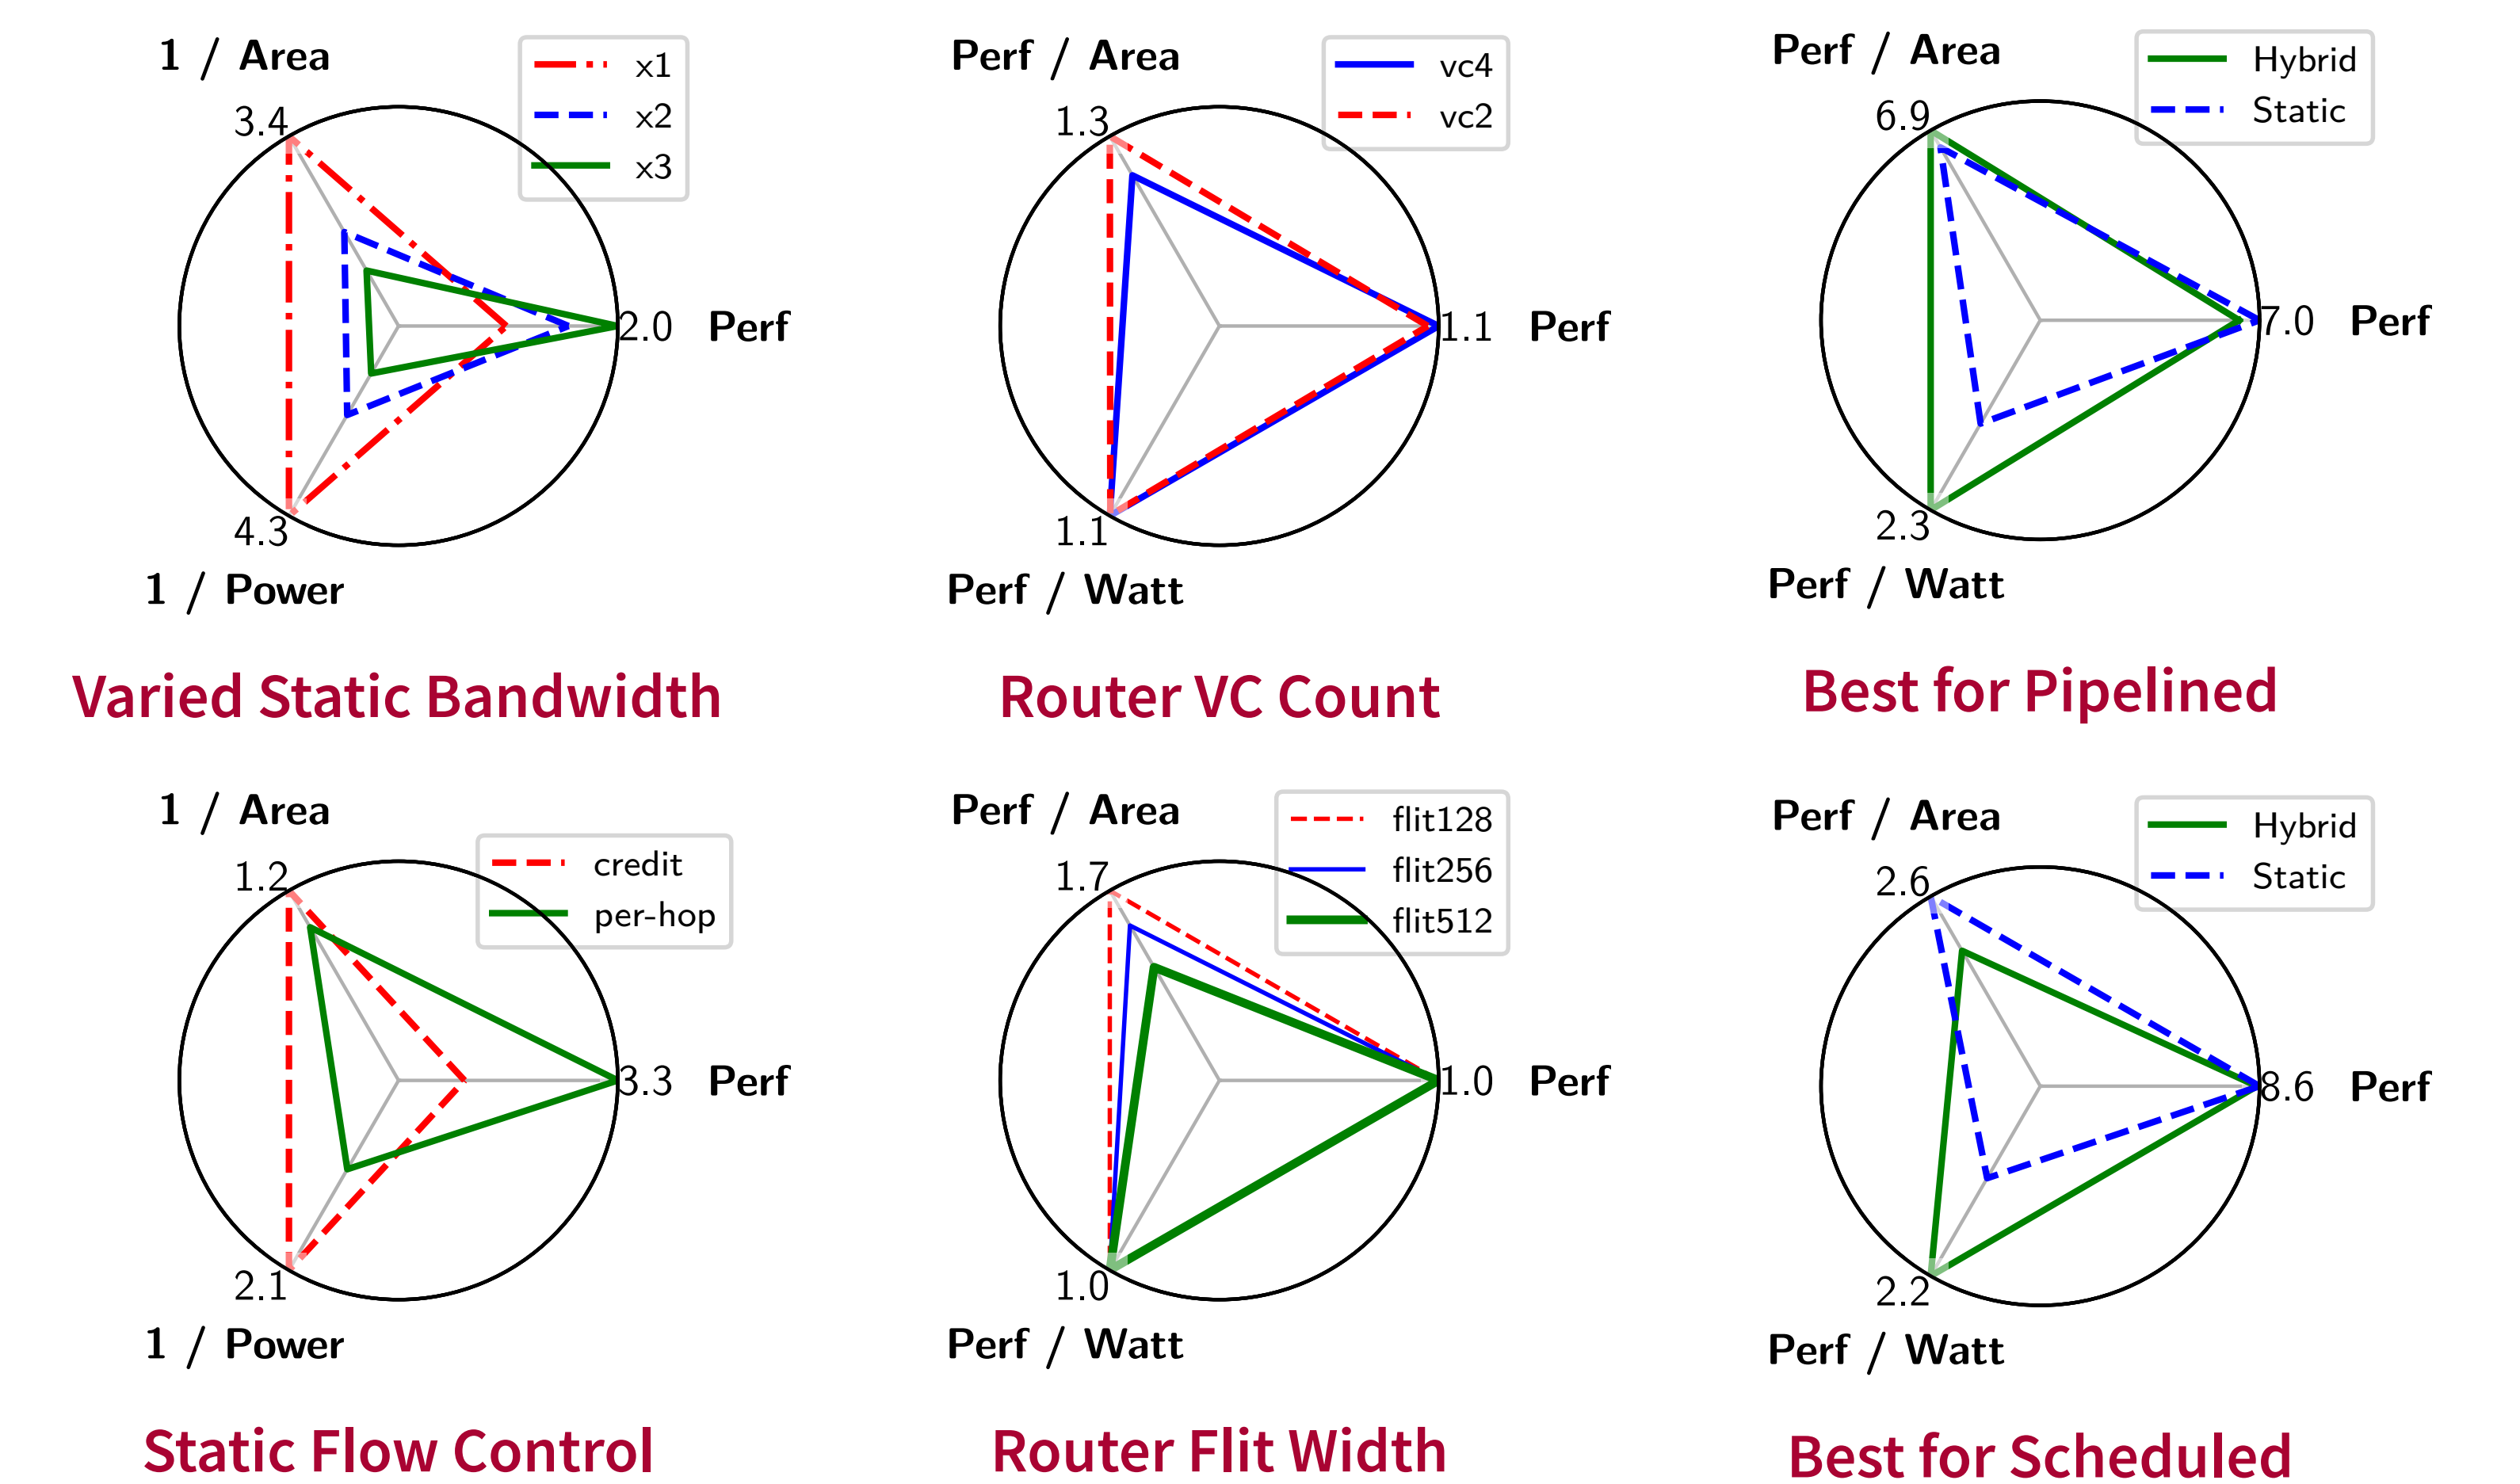 1 / Area
x1
x2
x3
3.4
2.0
Perf
4.3
1 / Power
Varied Static Bandwidth
Perf / Area
vc4
vc2
1.3
1.1
Perf
1.1
Perf / Watt
Router VC Count
Perf / Area
Hybrid
Static
6.9
7.0
Perf
2.3
Perf / Watt
Best for Pipelined
1 / Area
credit
per-hop
1.2
3.3
Perf
2.1
1 / Power
Static Flow Control
Perf / Area
flit128
flit256
flit512
1.7
1.0
Perf
1.0
Perf / Watt
Router Flit Width
Perf / Area
Hybrid
Static
2.6
8.6
Perf
2.2
Perf / Watt
Best for Scheduled